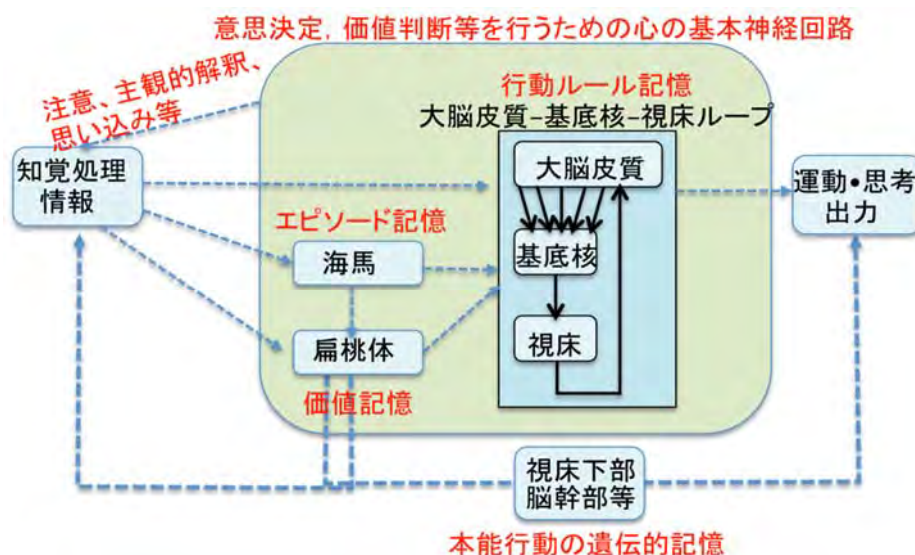 意思決定, 価値判断等を行うための心の基本神経回路
注意、主観的解釈、
思い込み等
行動ルール記憶
大脳皮質−基底核−視床ループ
知覚処理
情報
大脳皮質
運動・思考
出力
エピソード記憶
海馬
基底核
扁桃体
視床
価値記憶
視床下部
脳幹部等
本能行動の遺伝的記憶